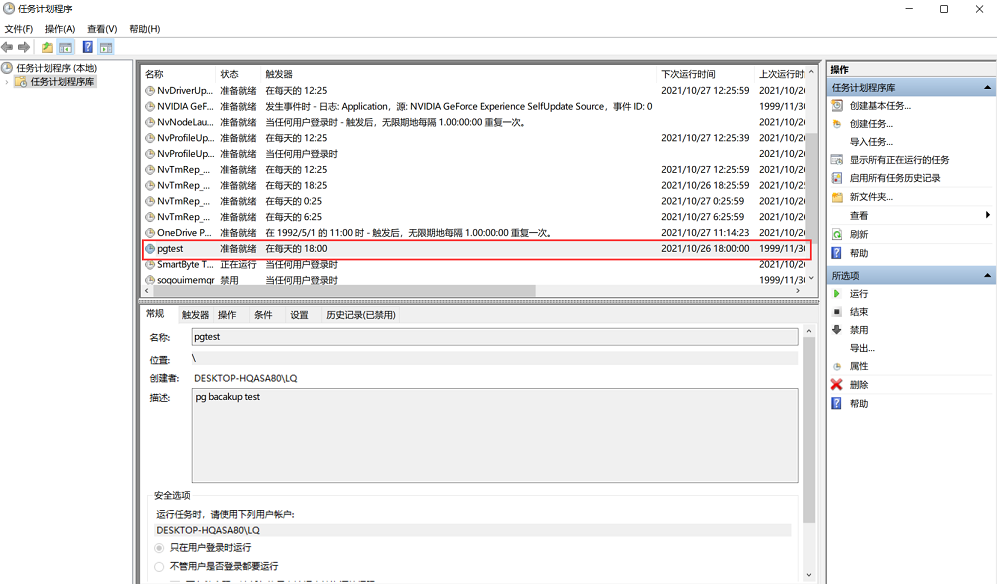 任务计划程序
文件(F) 操作(A) 查看(V) 帮助(H)
任务计划程序 (本地)
任务计划程序库
名称 状态 触发器 下次运行时间 上次运行时
NvDriverUp... 准备就绪 在每天的 12:25 2021/10/27 12:25:59 2021/10/2
NVIDIA GeF... 准备就绪 发生事件时 - 日志: Application，源: NVIDIA GeForce Experience SelfUpdate Source，事件 ID: 0 1999/11/3
NvNodeLau... 准备就绪 当任何用户登录时 - 触发后，无限期地每隔 1.00:00:00 重复一次。 2021/10/2
NvProfileUp... 准备就绪 在每天的 12:25 2021/10/27 12:25:39 2021/10/2
NvProfileUp... 准备就绪 当任何用户登录时 2021/10/2
NvTmRep_... 准备就绪 在每天的 12:25 2021/10/27 12:25:59 2021/10/2
NvTmRep_... 准备就绪 在每天的 18:25 2021/10/26 18:25:59 2021/10/2
NvTmRep_... 准备就绪 在每天的 0:25 2021/10/27 0:25:59 2021/10/2
NvTmRep_... 准备就绪 在每天的 6:25 2021/10/27 6:25:59 2021/10/2
OneDrive P... 准备就绪 在 1992/5/1 的 11:00 时 - 触发后，无限期地每隔 1.00:00:00 重复一次。 2021/10/27 11:14:23 2021/10/2
pgtest 准备就绪 在每天的 18:00 2021/10/26 18:00:00 1999/11/3
SmartByte T... 正在运行 当任何用户登录时 2021/10/2
sogouimemgr 禁用 当任何用户登录时 1999/11/3
常规 触发器 操作 条件 设置 历史记录(已禁用)
名称: pgtest
位置: \
创建者: DESKTOP-HQASA80\LQ
描述: pg bacakup test
安全选项
运行任务时，请使用下列用户帐户:
DESKTOP-HQASA80\LQ
只在用户登录时运行
不管用户是否登录都要运行
操作
任务计划程序库
创建基本任务...
创建任务...
导入任务...
显示所有正在运行的任务
启用所有任务历史记录
新文件夹...
查看
刷新
帮助
所选项
运行
结束
禁用
导出...
属性
删除
帮助